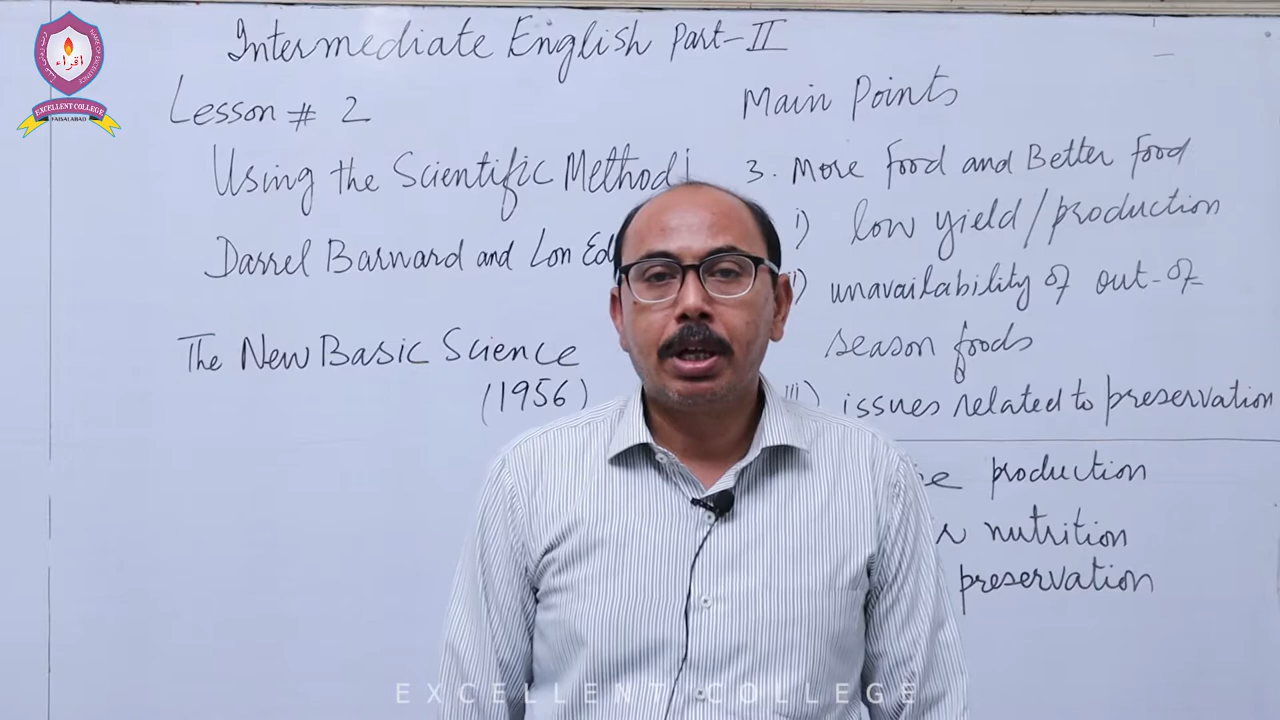 Intermediate English Part-II
Lesson # 2
Using the Scientific Method
Darrel Barnard and Lon
The New Basic Science
(1956)
Main Points
3. More food and Better food
i) low yield/production
unavailability of out-of
season foods
iii) issues related to preservation
production
nutrition
preservation
اقراء
EXCELLENT COLLEGE
FAISALABAD
EXCELLENT COLLEGE